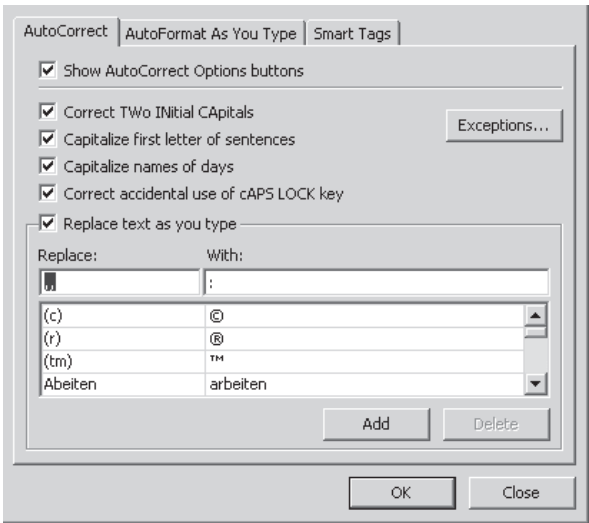 AutoCorrect AutoFormat As You Type Smart Tags
Show AutoCorrect Options buttons
Correct TWo INitial CApitals
Exceptions...
Capitalize first letter of sentences
Capitalize names of days
Correct accidental use of cAPS LOCK key
Replace text as you type
Replace: With:
,, :
(c) ©
(r) ®
(tm) ™
Abeiten arbeiten
Add Delete
OK Close